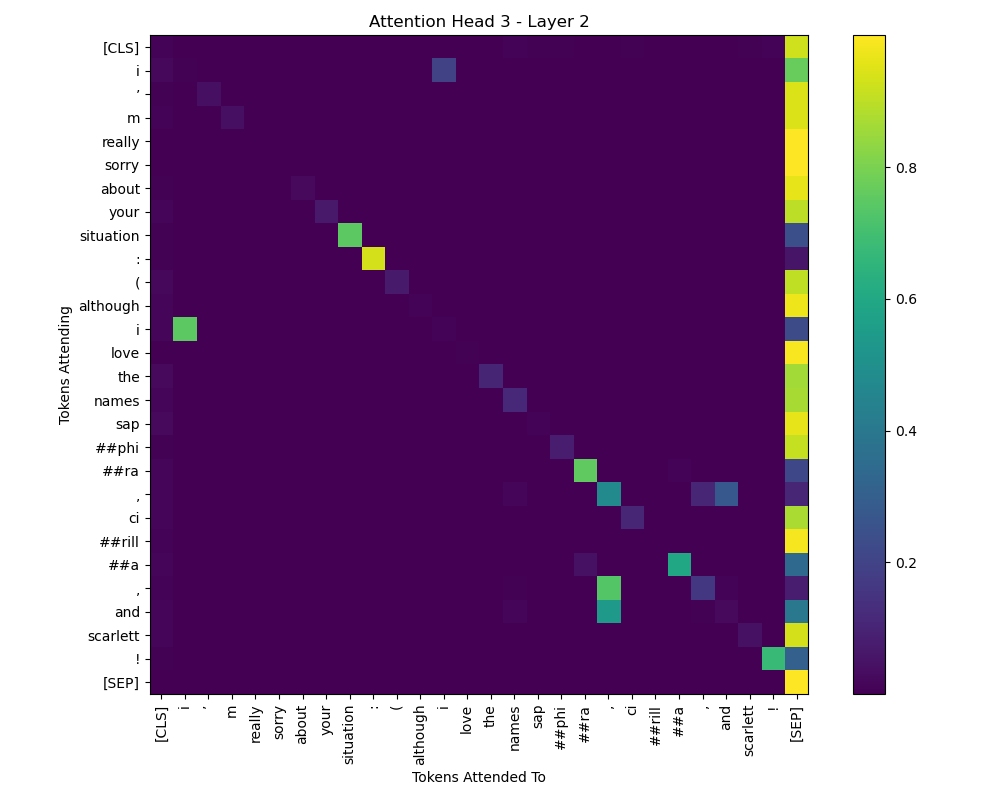 Attention Head 3 - Layer 2
Tokens Attending
[CLS]
i
’
m
really
sorry
about
your
situation
:
(
although
i
love
the
names
sap
##phi
##ra
,
ci
##rill
##a
,
and
scarlett
!
[SEP]
[CLS]
i
’
m
really
sorry
about
your
situation
:
(
although
i
love
the
names
sap
##phi
##ra
,
ci
##rill
##a
,
and
scarlett
!
[SEP]
Tokens Attended To
0.8
0.6
0.4
0.2